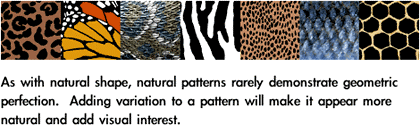 As with natural shape, natural patterns rarely demonstrate geometric
perfection.  Adding variation to a pattern will make it appear more
natural and add visual interest.